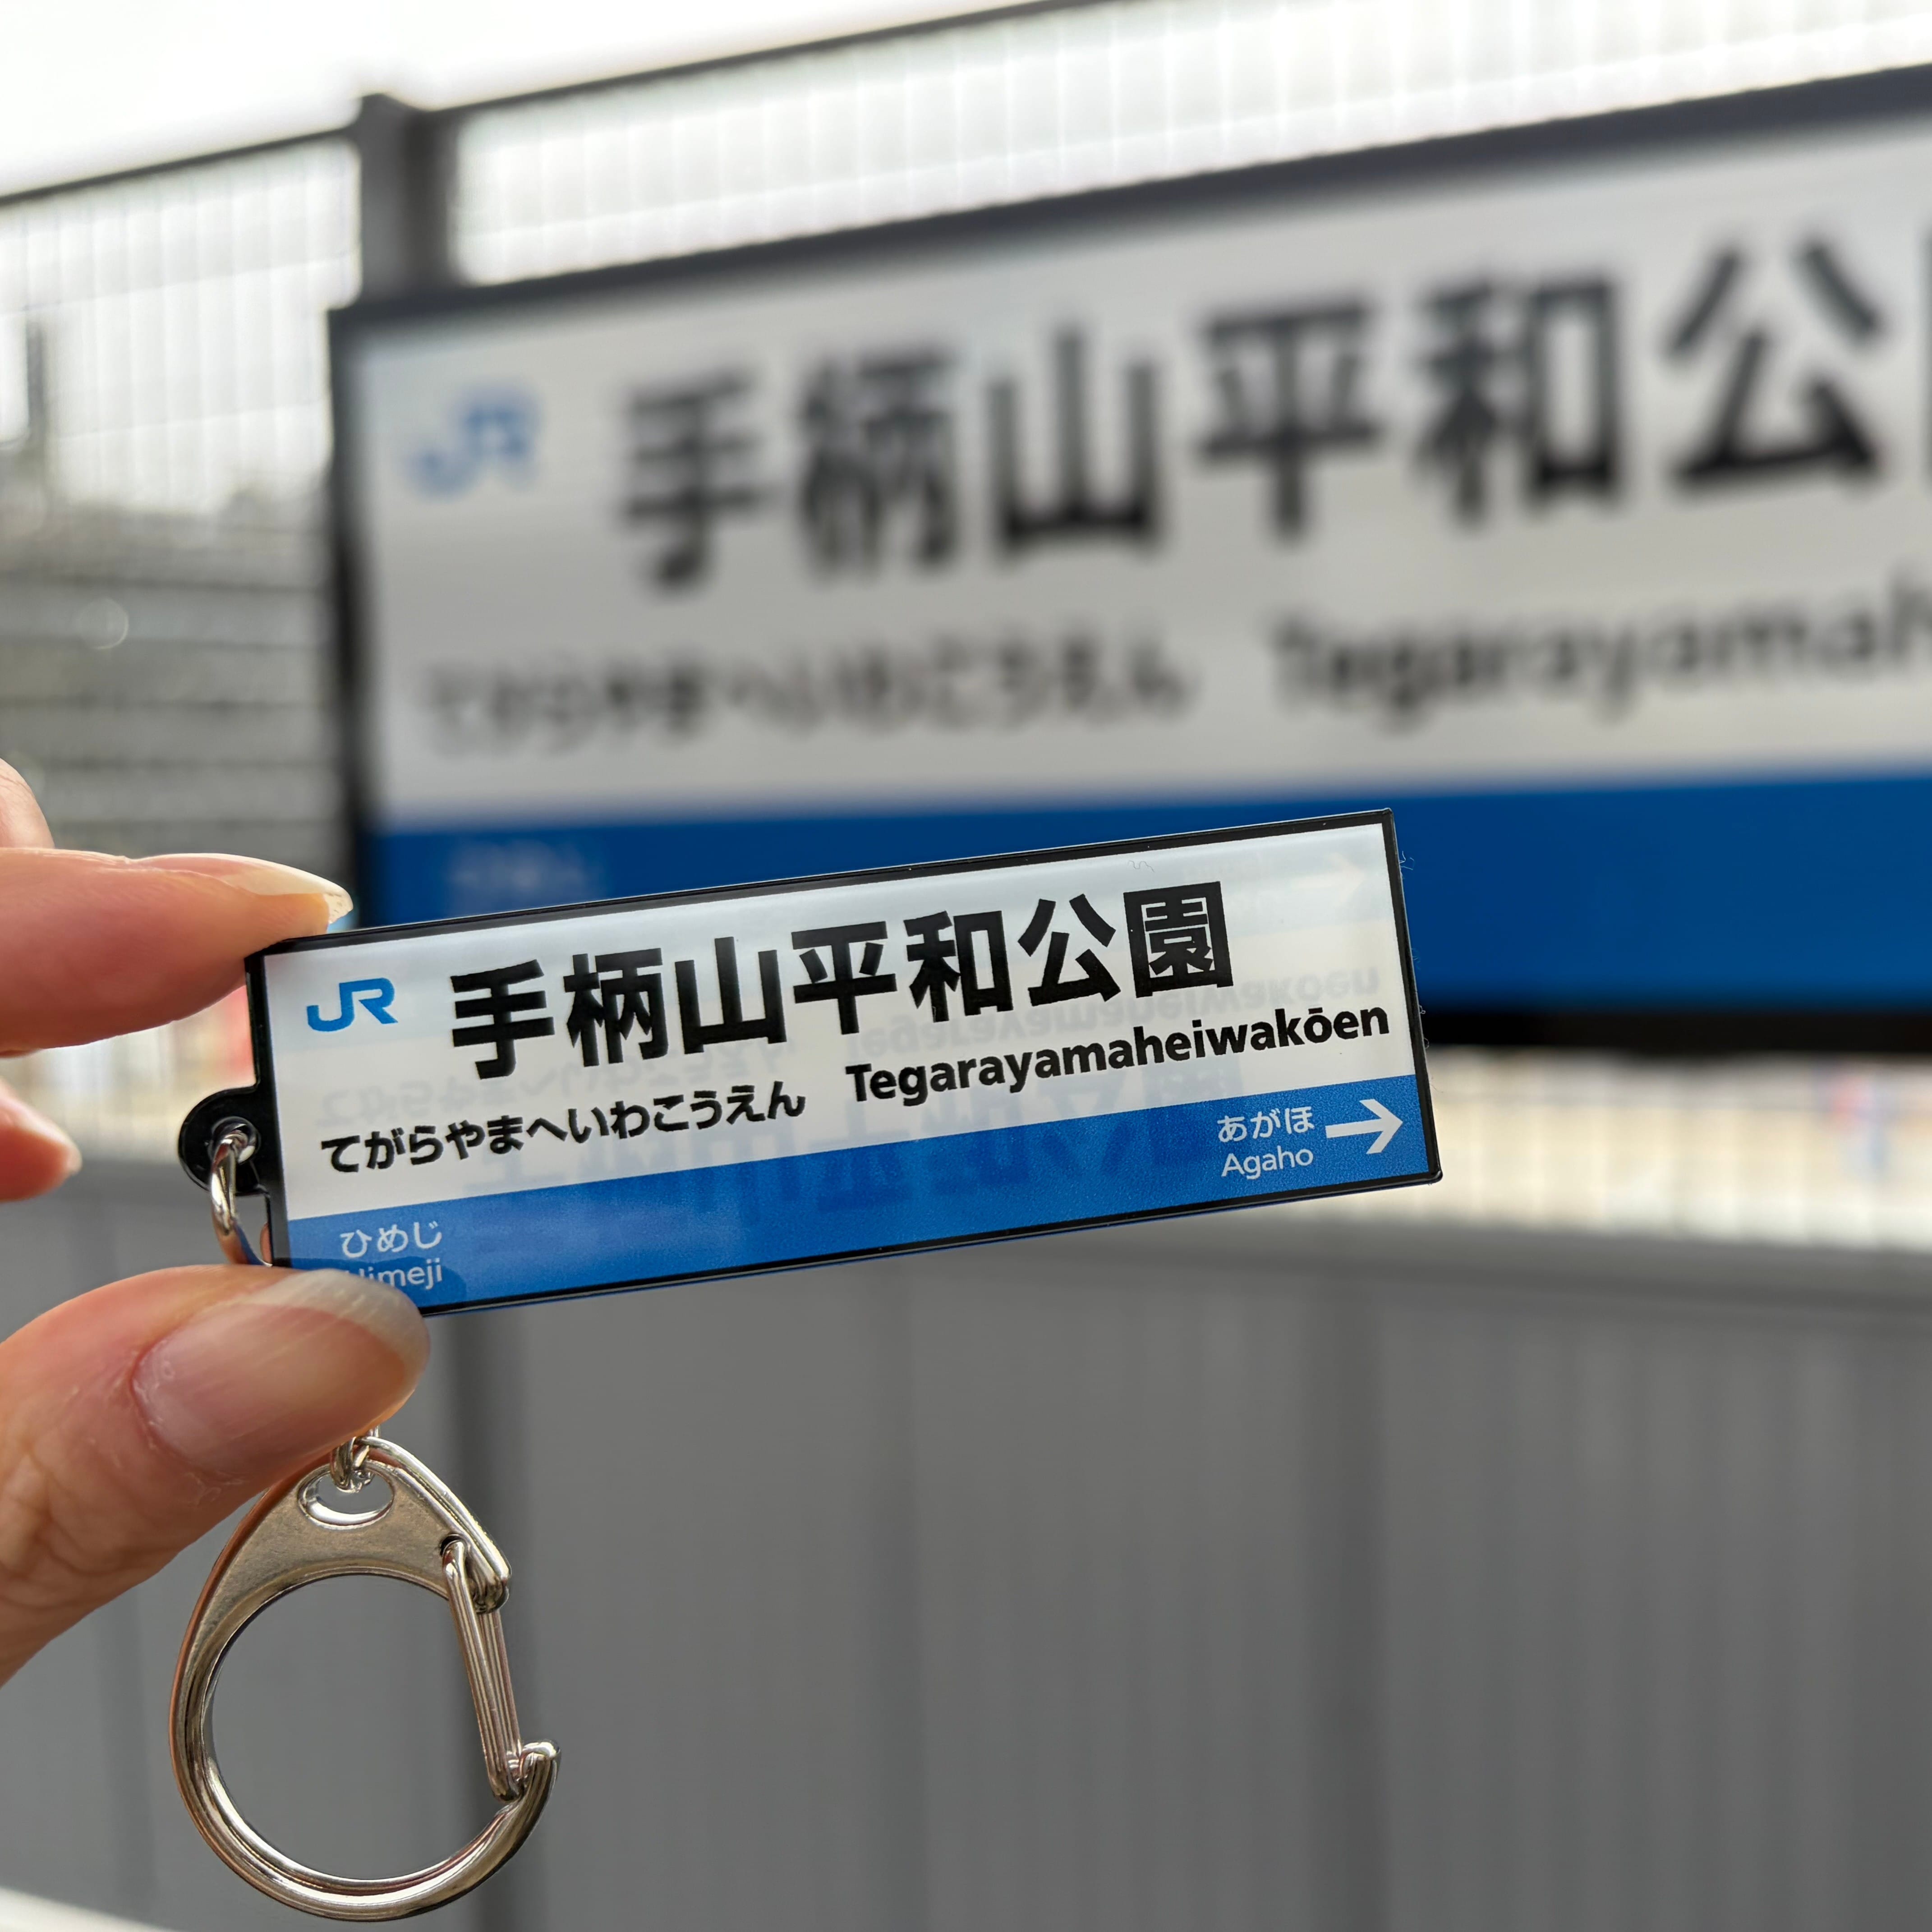 JR 手柄山平和公
てがらやまへいわこうえん Tegarayamah
JR 手柄山平和公園
てがらやまへいわこうえん Tegarayamaheiwakōen
あがほ →
Agaho
ひめじ
Himeji